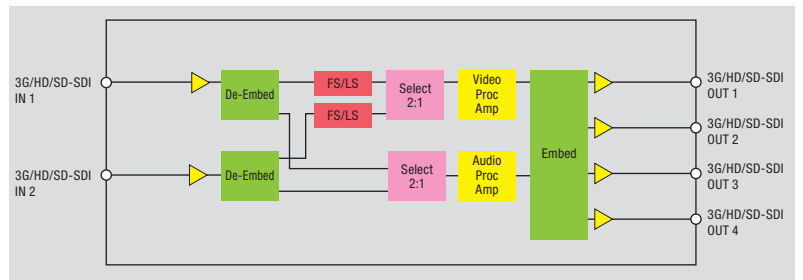 3G/HD/SD-SDI
IN 1
De-Embed
FS/LS
FS/LS
Select
2:1
Video
Proc
Amp
3G/HD/SD-SDI
OUT 1
3G/HD/SD-SDI
OUT 2
3G/HD/SD-SDI
IN 2
De-Embed
Select
2:1
Audio
Proc
Amp
Embed
3G/HD/SD-SDI
OUT 3
3G/HD/SD-SDI
OUT 4